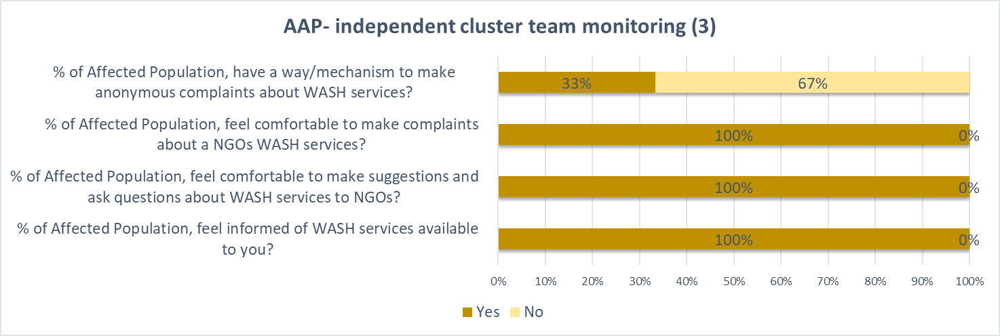 AAP- independent cluster team monitoring (3)
% of Affected Population, have a way/mechanism to make
anonymous complaints about WASH services?
33%
67%
% of Affected Population, feel comfortable to make complaints
about a NGOs WASH services?
100%
0%
% of Affected Population, feel comfortable to make suggestions and
ask questions about WASH services to NGOs?
100%
0%
% of Affected Population, feel informed of WASH services available
to you?
100%
0%
0% 10% 20% 30% 40% 50% 60% 70% 80% 90% 100%
Yes No